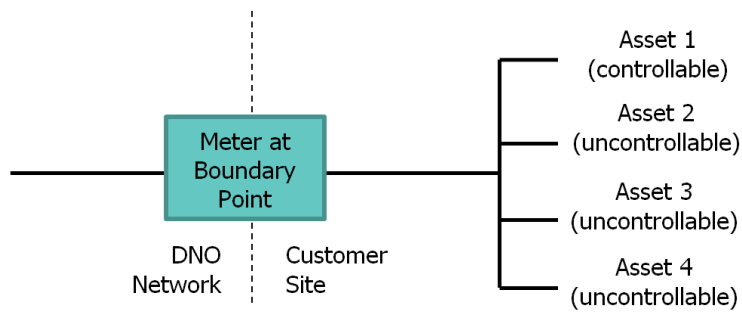 Asset 1
(controllable)
Asset 2
(uncontrollable)
Meter at
Boundary
Point
Asset 3
(uncontrollable)
DNO
Network
Customer
Site
Asset 4
(uncontrollable)